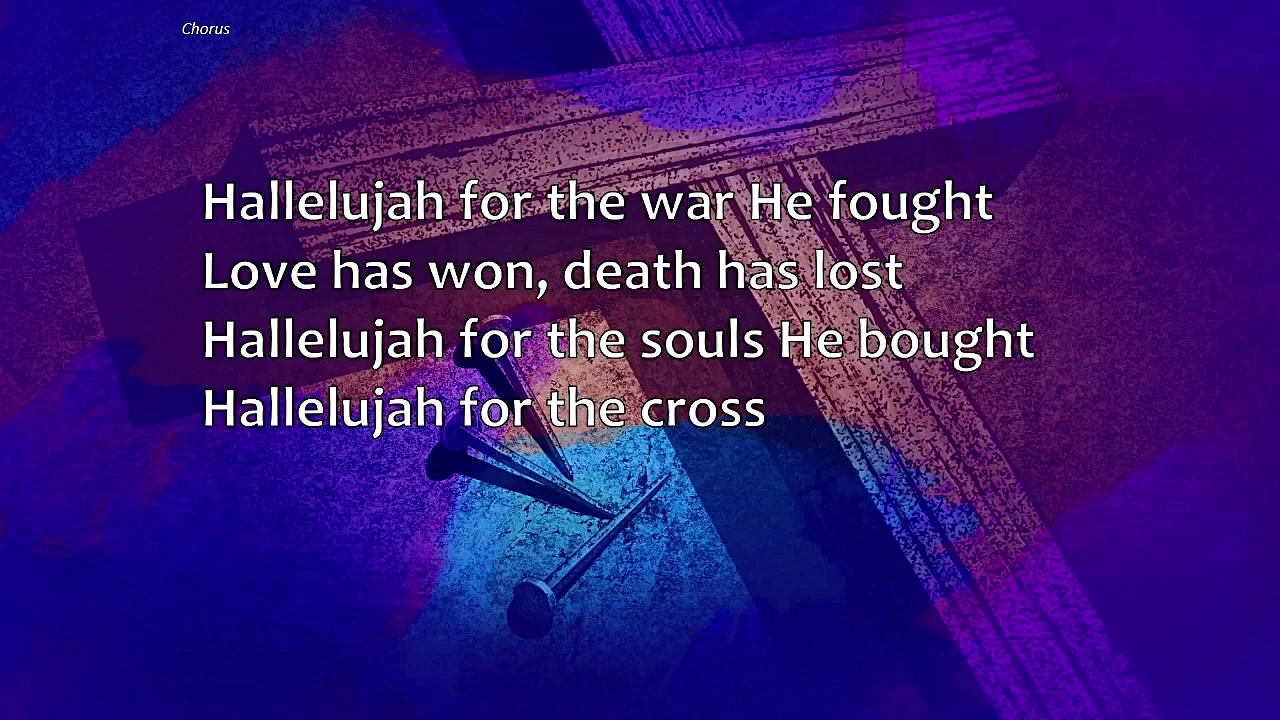 Chorus
Hallelujah for the war He fought
Love has won, death has lost
Hallelujah for the souls He bought
Hallelujah for the cross